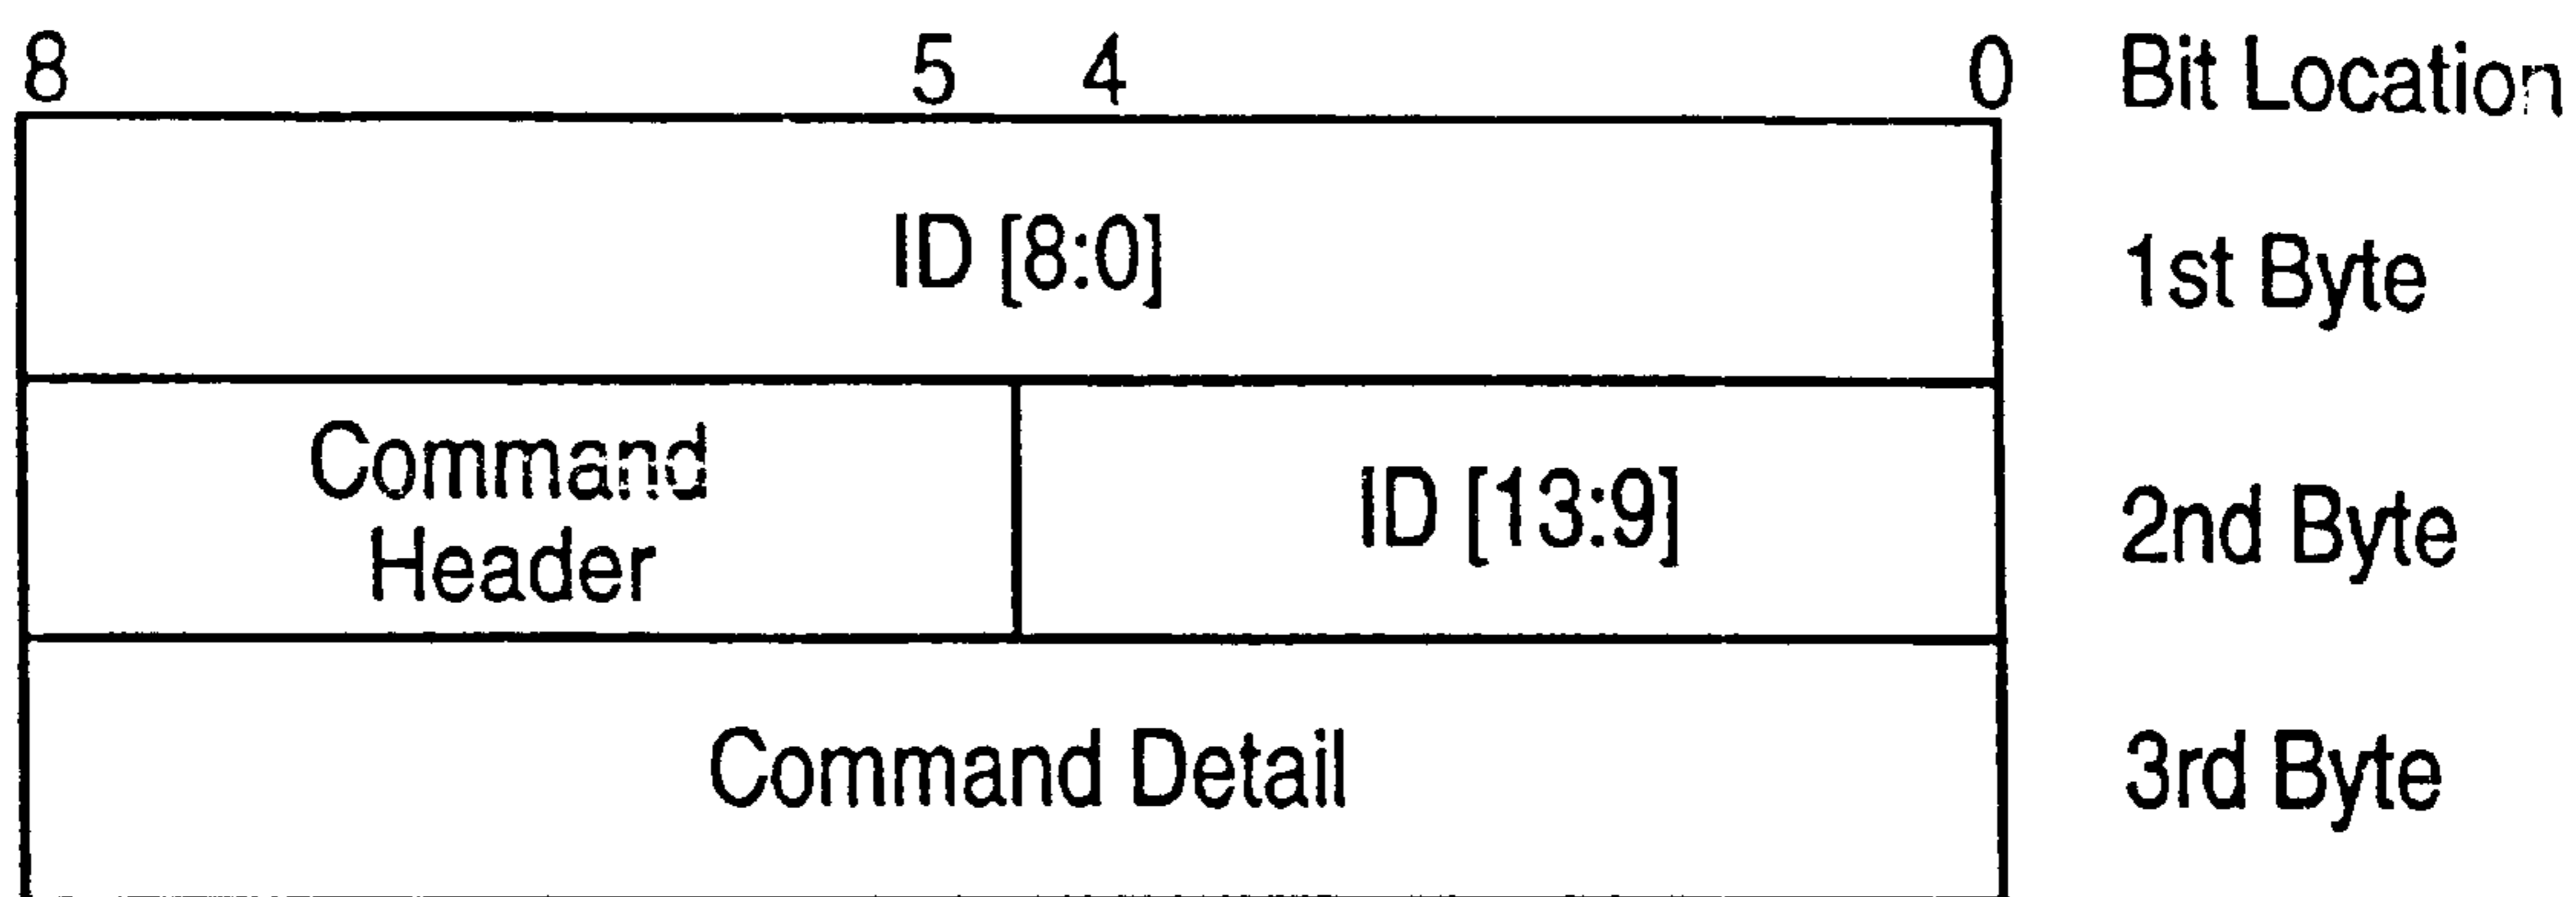 8 5 4 0 Bit Location
ID [8:0] 1st Byte
Command
Header
ID [13:9] 2nd Byte
Command Detail 3rd Byte